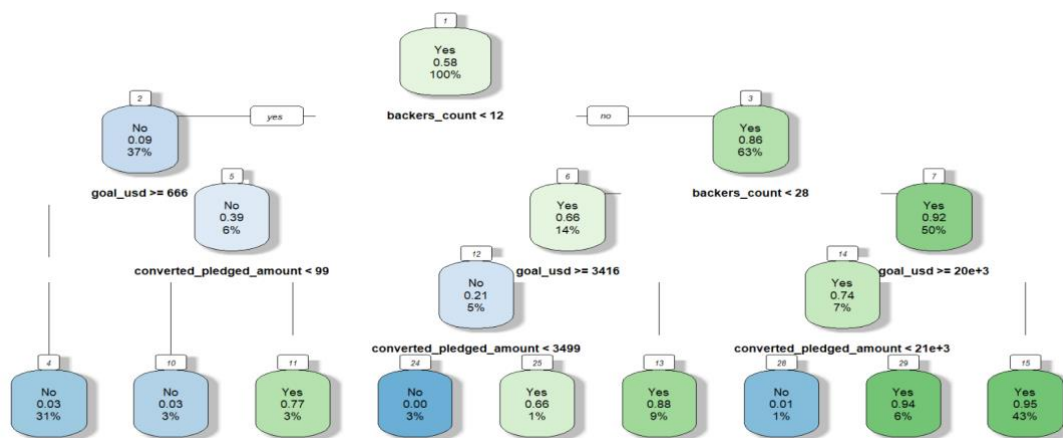 1
Yes
0.58
100%
backers_count < 12
yes
no
2
No
0.09
37%
goal_usd >= 666
3
Yes
0.86
63%
backers_count < 28
5
No
0.39
6%
converted_pledged_amount < 99
6
Yes
0.66
14%
goal_usd >= 3416
7
Yes
0.92
50%
goal_usd >= 20e+3
12
No
0.21
5%
converted_pledged_amount < 3499
14
Yes
0.74
7%
converted_pledged_amount < 21e+3
4
No
0.03
31%
10
No
0.03
3%
11
Yes
0.77
3%
24
No
0.00
3%
25
Yes
0.66
1%
13
Yes
0.88
9%
28
No
0.01
1%
29
Yes
0.94
6%
15
Yes
0.95
43%